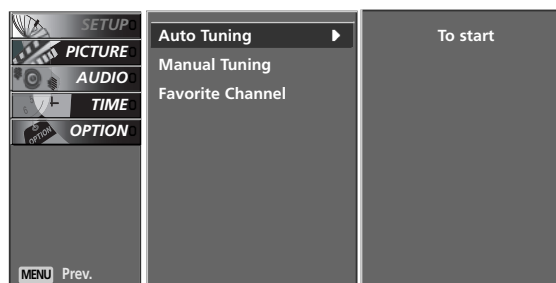 SETUP
PICTURE
AUDIO
TIME
OPTION
MENU Prev.
Auto Tuning
Manual Tuning
Favorite Channel
To start